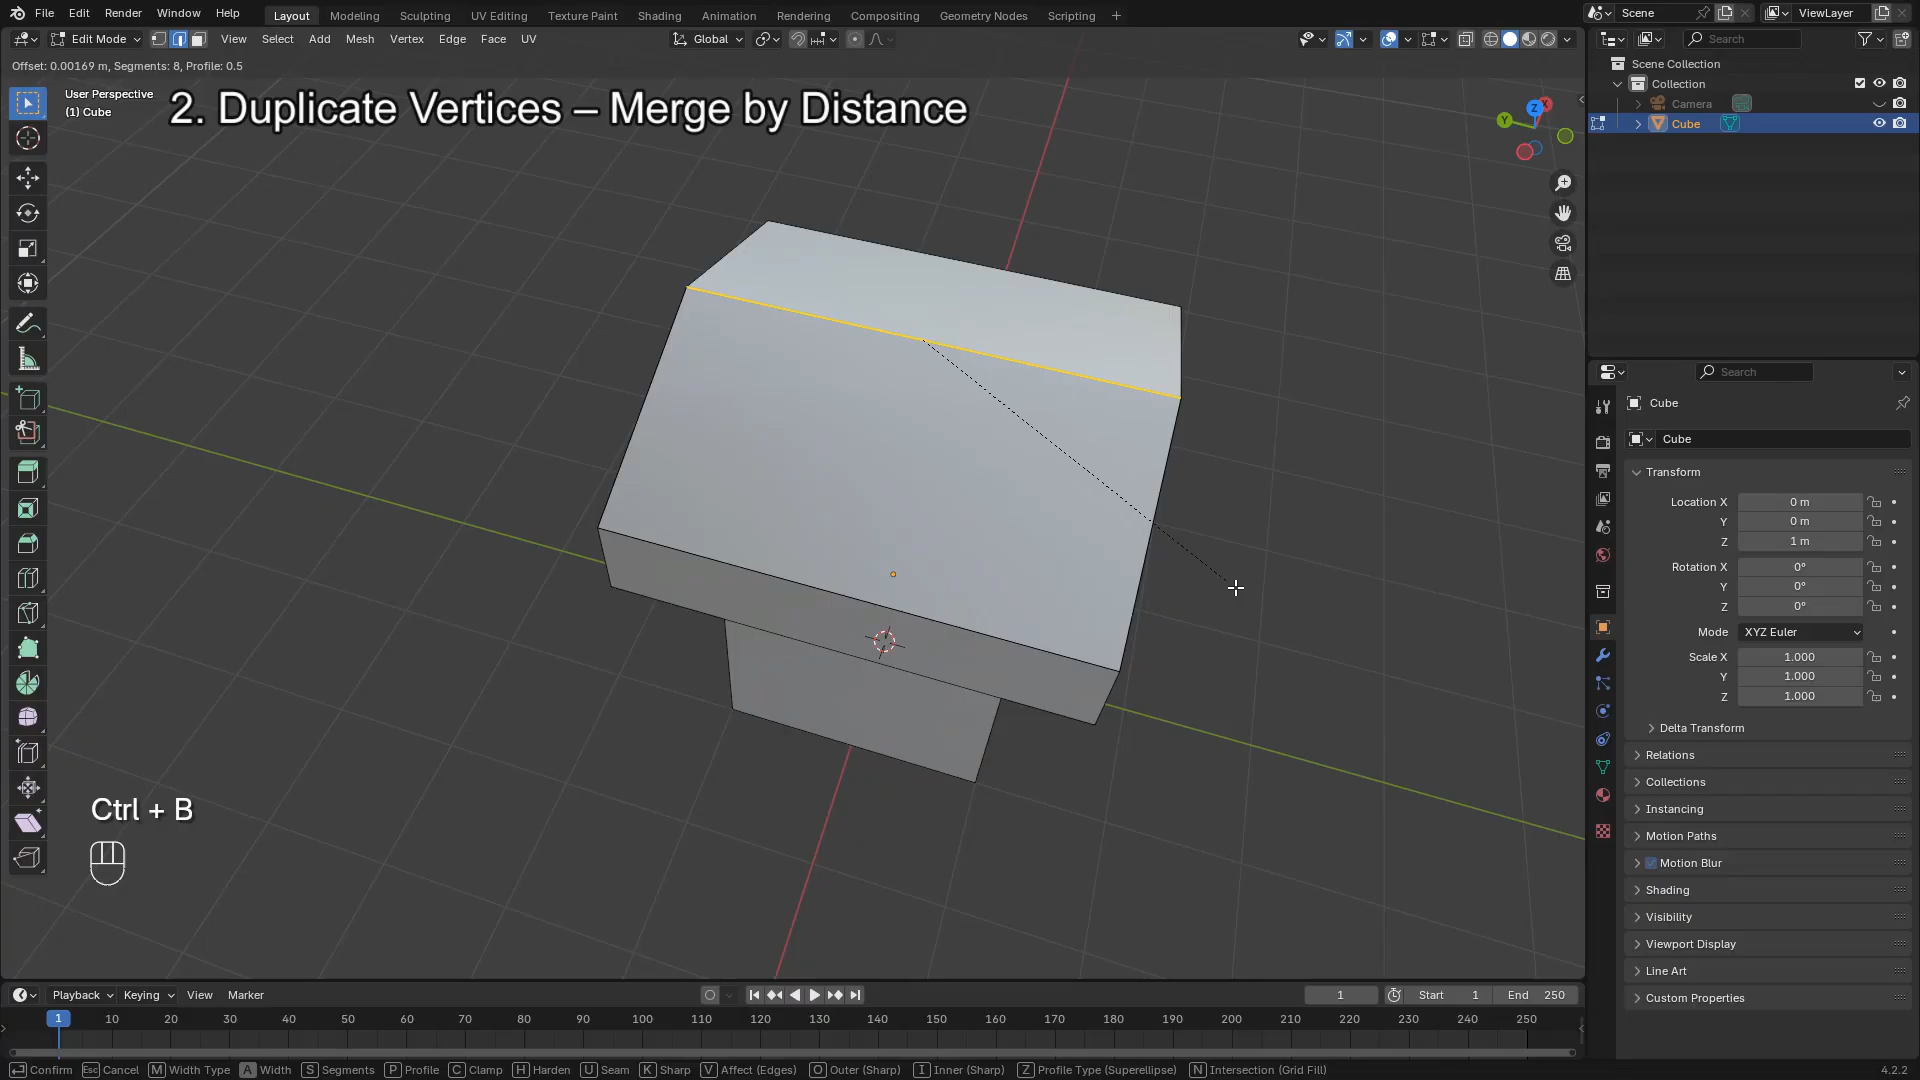 File Edit Render Window Help Layout Modeling Sculpting UV Editing Texture Paint Shading Animation Rendering Compositing Geometry Nodes Scripting + Scene ViewLayer
Edit Mode View Select Add Mesh Vertex Edge Face UV Global Search
Offset: 0.00169 m, Segments: 8, Profile: 0.5
User Perspective
(1) Cube
2. Duplicate Vertices – Merge by Distance
Z
X
Y
Scene Collection
Collection
Camera
Cube
Search
Cube
Cube
Transform
Location X 0 m
Y 0 m
Z 1 m
Rotation X 0°
Y 0°
Z 0°
Mode XYZ Euler
Scale X 1.000
Y 1.000
Z 1.000
Delta Transform
Relations
Collections
Instancing
Motion Paths
Motion Blur
Shading
Visibility
Viewport Display
Line Art
Custom Properties
Ctrl + B
Playback Keying View Marker 1 Start 1 End 250
1 10 20 30 40 50 60 70 80 90 100 110 120 130 140 150 160 170 180 190 200 210 220 230 240 250
Confirm Esc Cancel M Width Type A Width S Segments P Profile C Clamp H Harden U Seam K Sharp V Affect (Edges) O Outer (Sharp) I Inner (Sharp) Z Profile Type (Superellipse) N Intersection (Grid Fill) 4.2.2